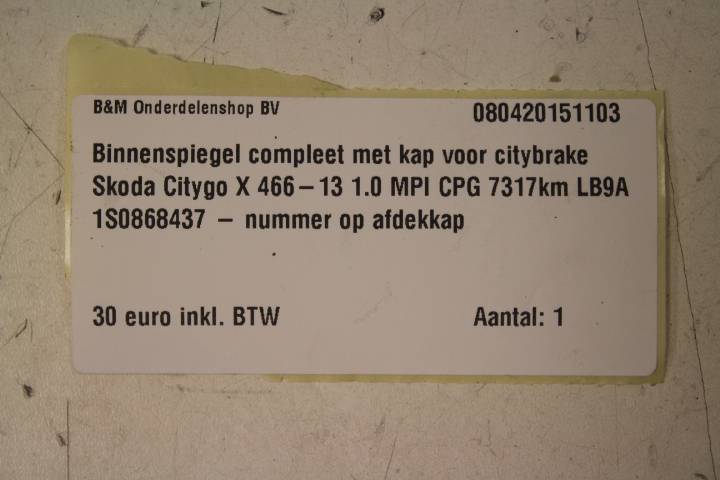 B&M Onderdelenshop BV 080420151103
Binnenspiegel compleet met kap voor citybrake
Skoda Citygo X 466 – 13 1.0 MPI CPG 7317km LB9A
1S0868437 – nummer op afdekkap
30 euro inkl. BTW Aantal: 1